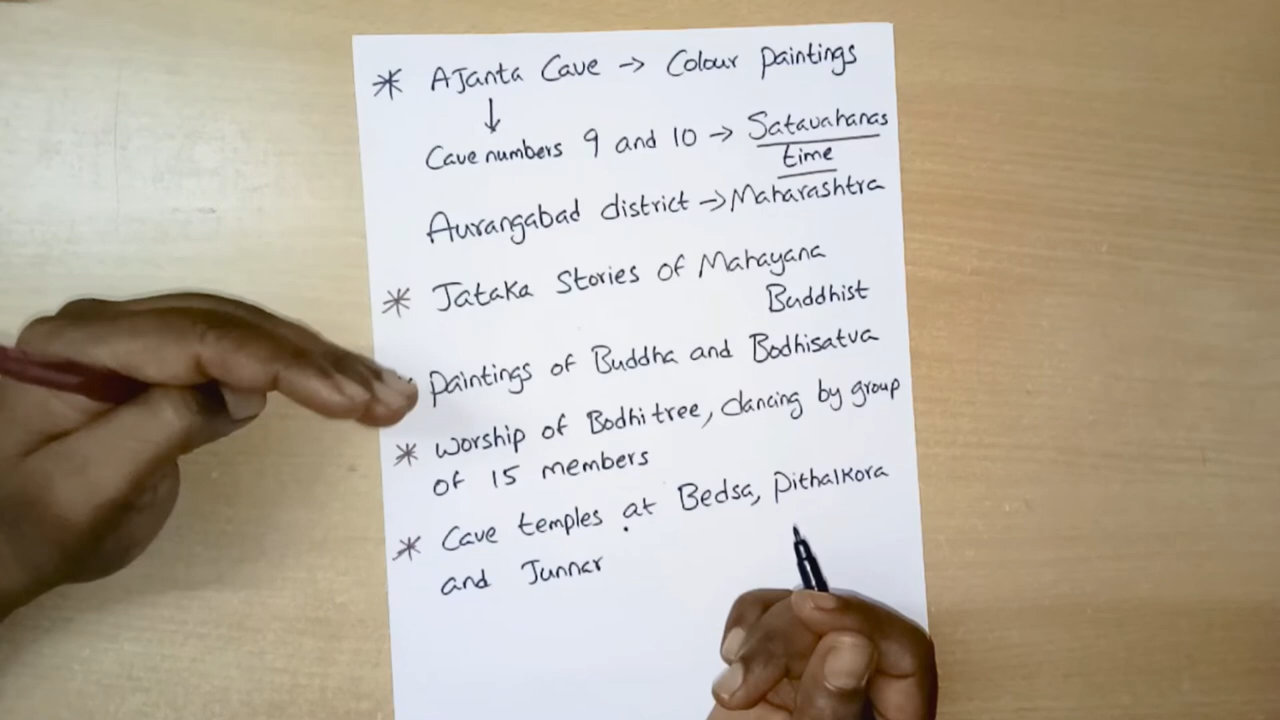 * AJanta Cave → Colour paintings
↓
Cave numbers 9 and 10 → Satavahanas
time
Aurangabad district → Maharashtra
* Jataka Stories of Mahayana
Buddhist
paintings of Buddha and Bodhisatva
* worship of Bodhi tree, dancing by group
of 15 members
* Cave temples at Bedsa, pithalkora
and Junnar